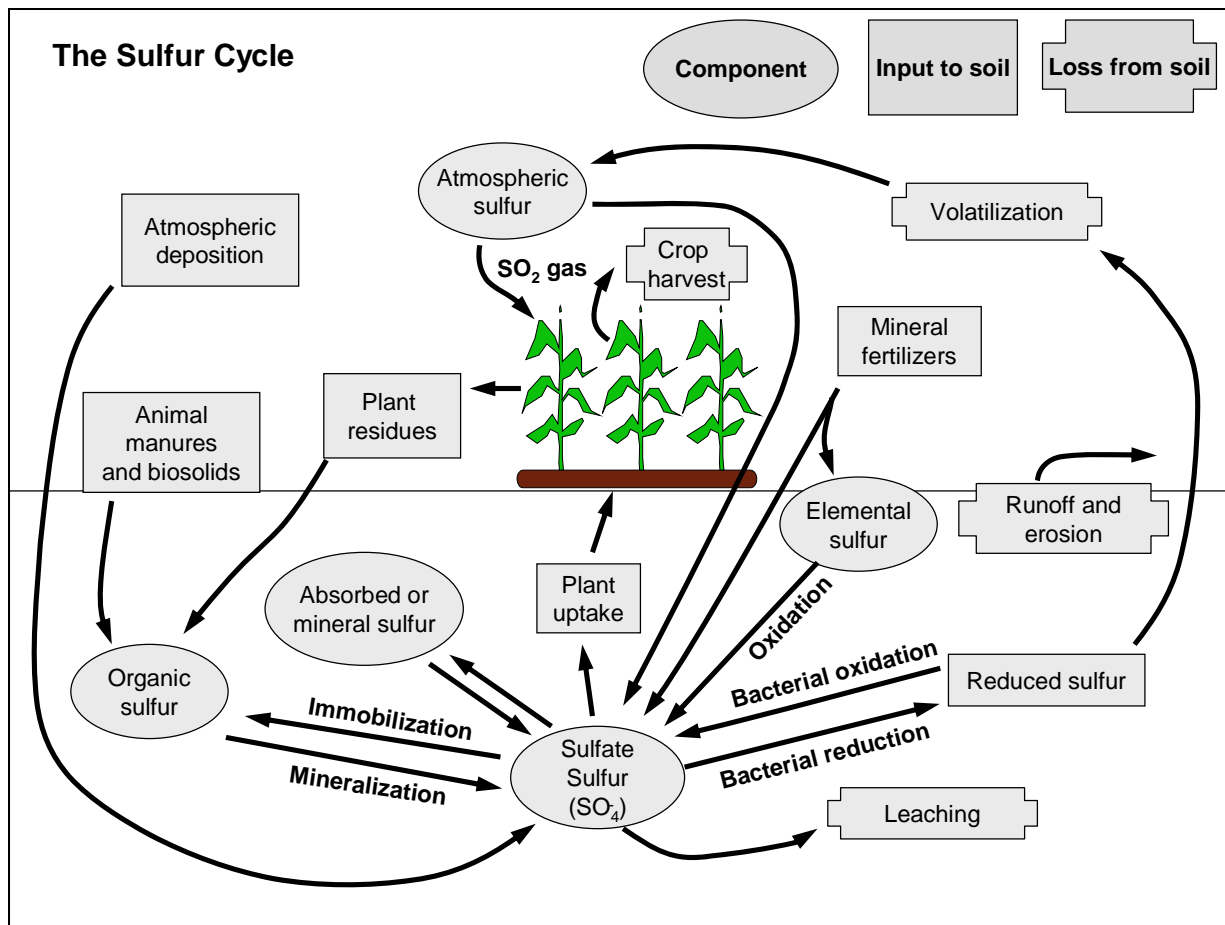 The Sulfur Cycle
Component
Input to soil
Loss from soil
Atmospheric
sulfur
Volatilization
Atmospheric
deposition
SO2 gas
Crop
harvest
Mineral
fertilizers
Plant
residues
Animal
manures
and biosolids
Elemental
sulfur
Runoff and
erosion
Absorbed or
mineral sulfur
Plant
uptake
Oxidation
Organic
sulfur
Bacterial oxidation
Reduced sulfur
Immobilization
Mineralization
Sulfate
Sulfur
(SO4-)
Bacterial reduction
Leaching